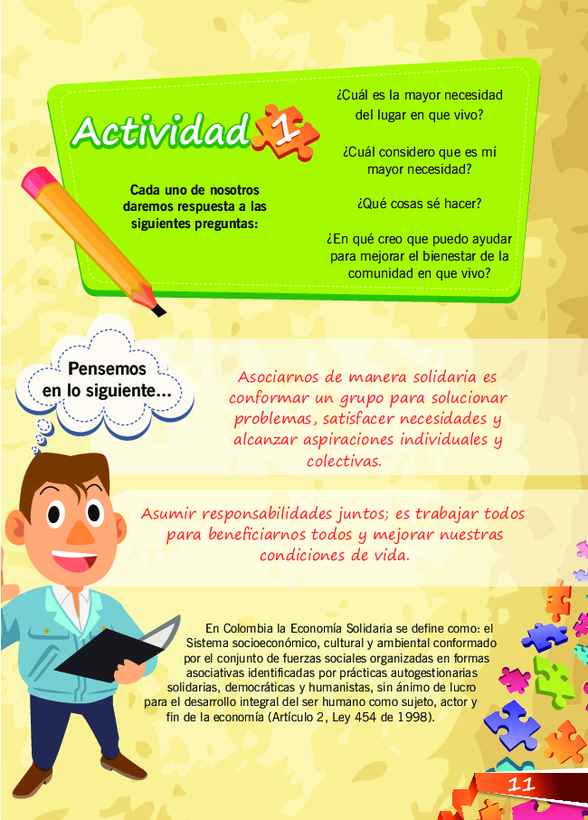 Actividad 1
Cada uno de nosotros
daremos respuesta a las
siguientes preguntas:
¿Cuál es la mayor necesidad
del lugar en que vivo?
¿Cuál considero que es mí
mayor necesidad?
¿Qué cosas sé hacer?
¿En qué creo que puedo ayudar
para mejorar el bienestar de la
comunidad en que vivo?
Pensemos
en lo siguiente...
Asociarnos de manera solidaria es
conformar un grupo para solucionar
problemas, satisfacer necesidades y
alcanzar aspiraciones individuales y
colectivas.
Asumir responsabilidades juntos; es trabajar todos
para beneficiarnos todos y mejorar nuestras
condiciones de vida.
En Colombia la Economía Solidaria se define como: el
Sistema socioeconómico, cultural y ambiental conformado
por el conjunto de fuerzas sociales organizadas en formas
asociativas identificadas por prácticas autogestionarias
solidarias, democráticas y humanistas, sin ánimo de lucro
para el desarrollo integral del ser humano como sujeto, actor y
fin de la economía (Artículo 2, Ley 454 de 1998).
11